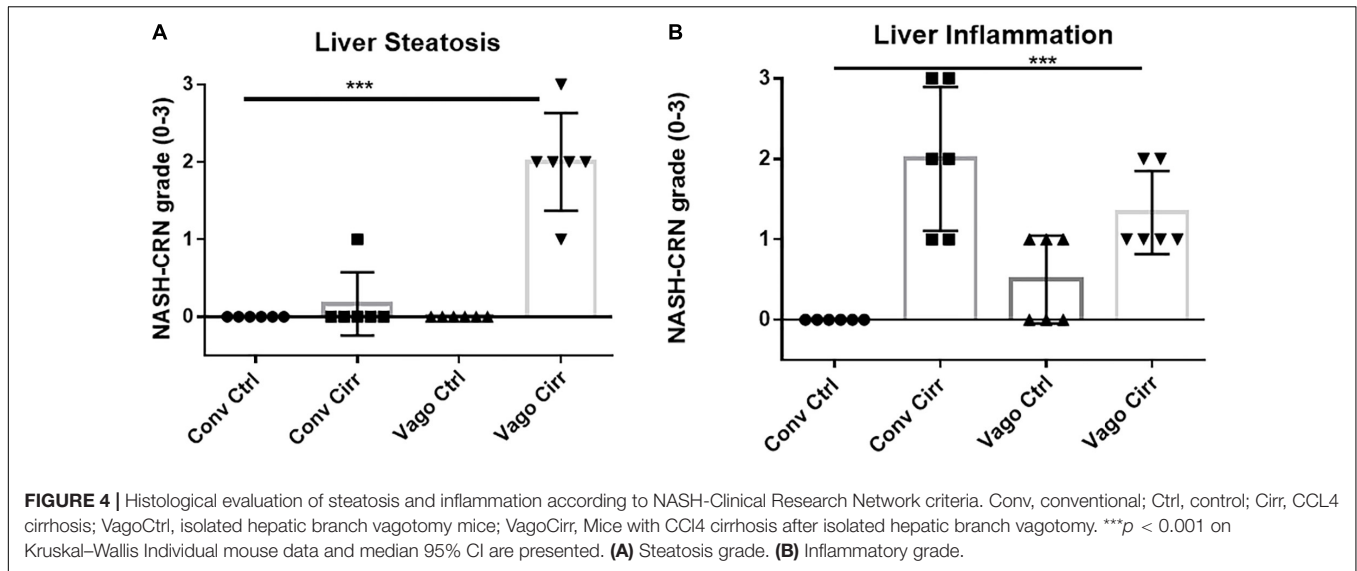 A
Liver Steatosis
***
NASH-CRN grade (0-3)
3
2
1
0
Conv Ctrl
Conv Cirr
Vago Ctrl
Vago Cirr
B
Liver Inflammation
***
NASH-CRN grade (0-3)
3
2
1
0
Conv Ctrl
Conv Cirr
Vago Ctrl
Vago Cirr
FIGURE 4 | Histological evaluation of steatosis and inflammation according to NASH-Clinical Research Network criteria. Conv, conventional; Ctrl, control; Cirr, CCL4
cirrhosis; VagoCtrl, isolated hepatic branch vagotomy mice; VagoCirr, Mice with CCl4 cirrhosis after isolated hepatic branch vagotomy. ***p < 0.001 on
Kruskal–Wallis Individual mouse data and median 95% CI are presented. (A) Steatosis grade. (B) Inflammatory grade.